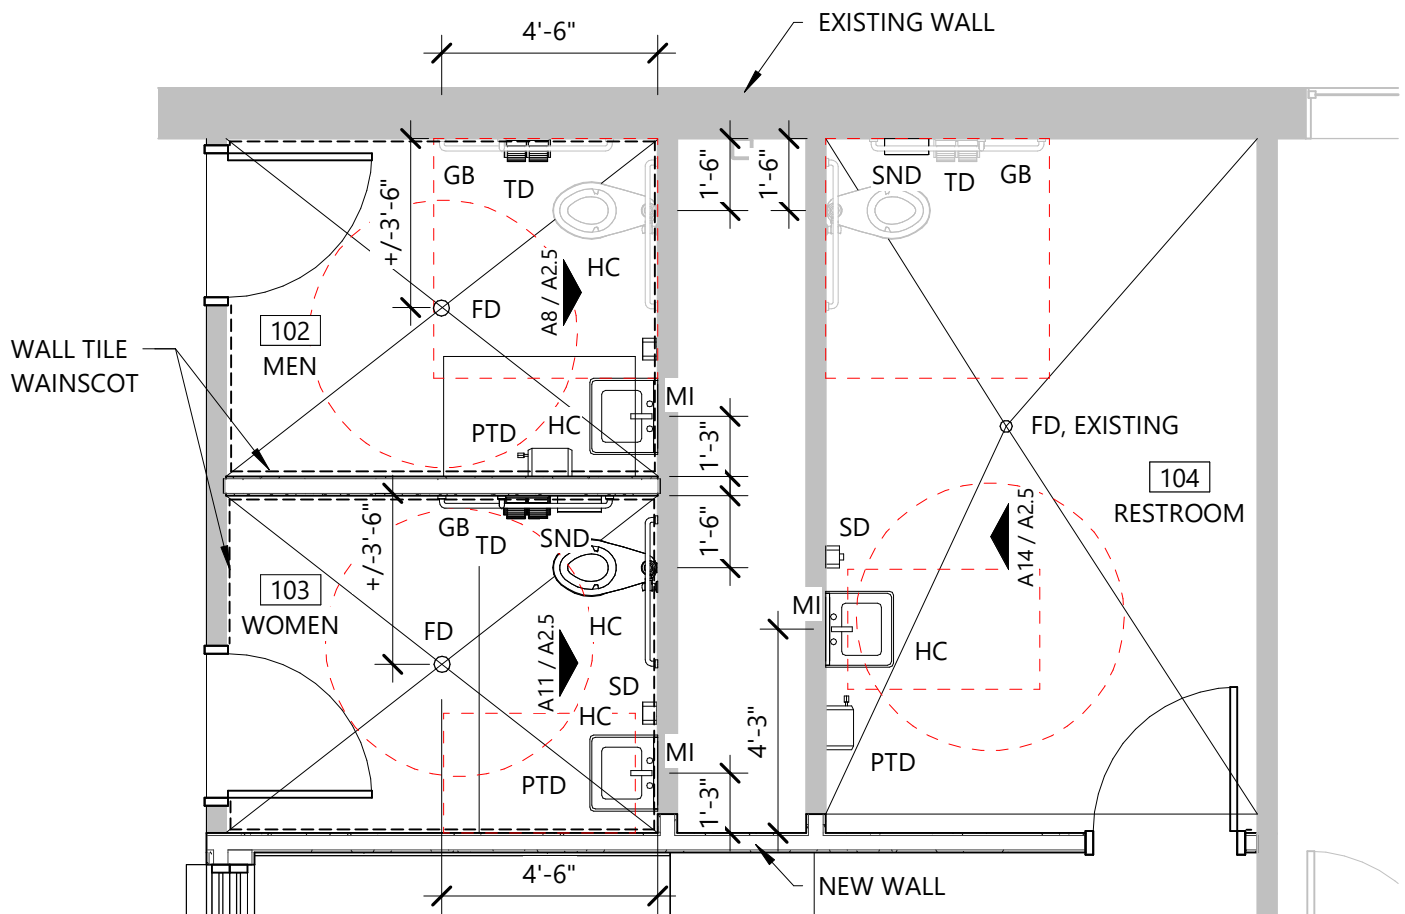 4'-6"
EXISTING WALL
1'-6"
1'-6"
+/-3'-6"
GB
TD
SND
TD
GB
HC
A8 / A2.5
FD
102
MEN
WALL TILE
WAINSCOT
MI
HC
PTD
1'-3"
FD, EXISTING
104
RESTROOM
GB
TD
SND
1'-6"
+/-3'-6"
SD
A14 / A2.5
103
WOMEN
FD
HC
A11 / A2.5
MI
HC
SD
HC
MI
4'-3"
PTD
PTD
1'-3"
4'-6"
NEW WALL